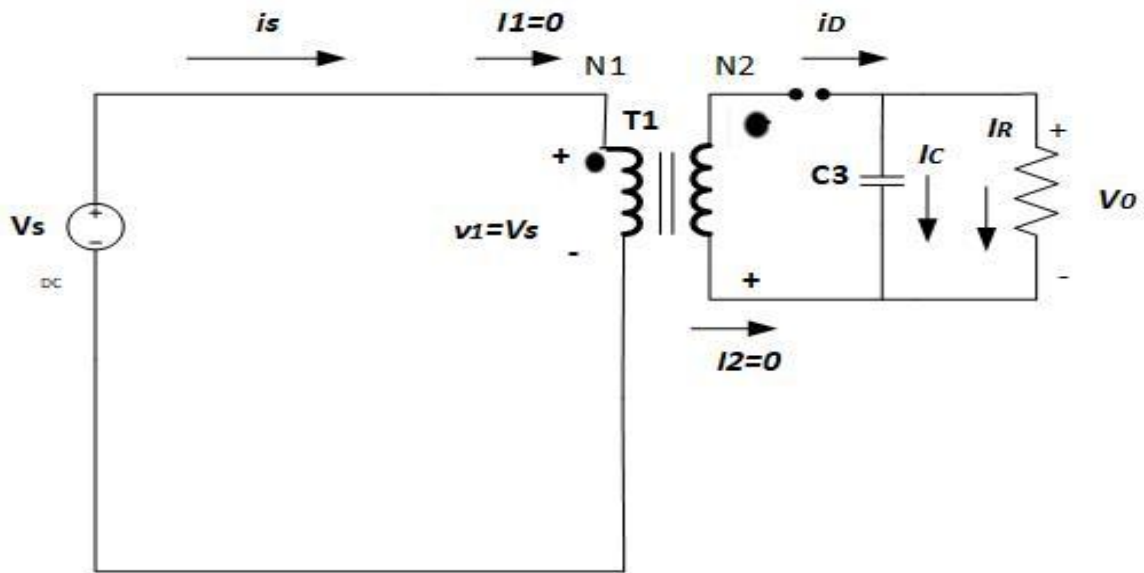 is
I1=0
iD
N1
N2
T1
+
IR
+
IC
C3
Vs
+
-
v1=Vs
V0
DC
-
+
-
I2=0